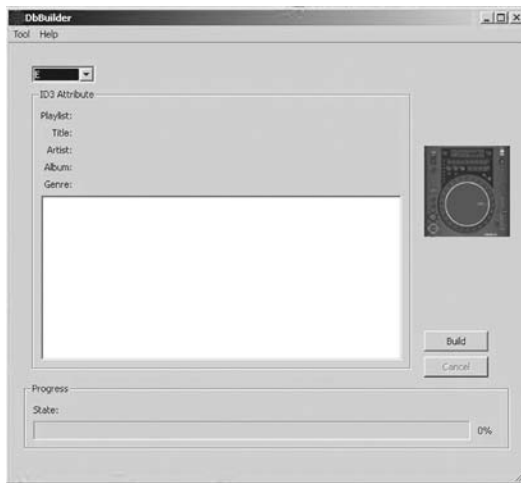 DbBuilder
Tool Help
E
ID3 Attribute
Playlist:
Title:
Artist:
Album:
Genre:
Build
Cancel
Progress
State:
0%